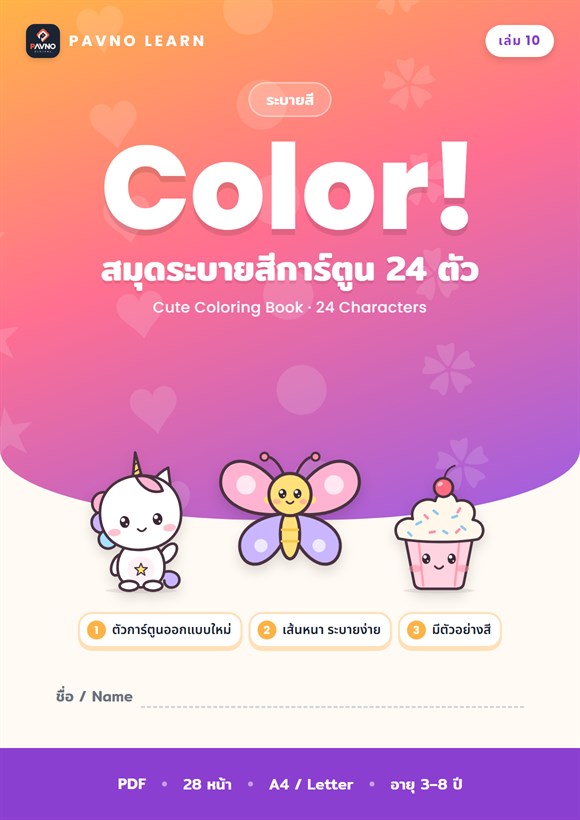 PAVNO
PAVNO LEARN
เล่ม 10
ระบายสี
Color!
สมุดระบายสีการ์ตูน 24 ตัว
Cute Coloring Book · 24 Characters
1 ตัวการ์ตูนออกแบบใหม่
2 เส้นหนา ระบายง่าย
3 มีตัวอย่างสี
ชื่อ / Name
PDF • 28 หน้า • A4 / Letter • อายุ 3–8 ปี